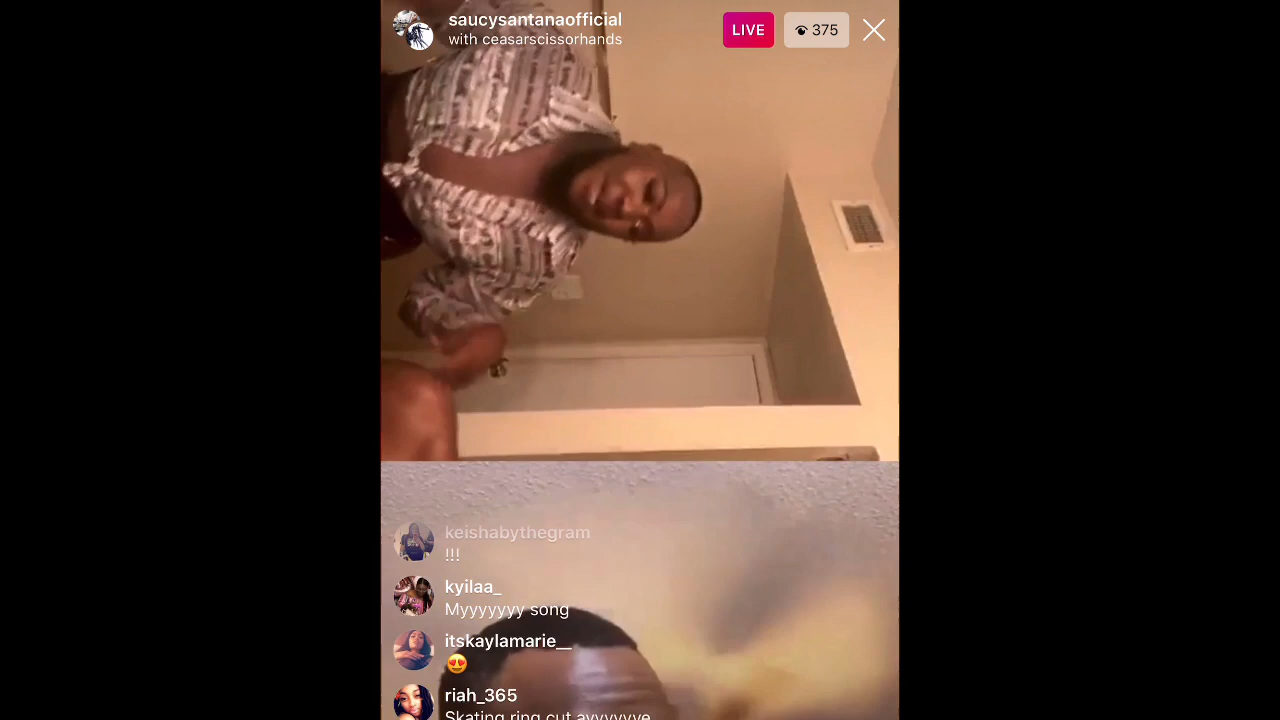 saucysantanaofficial
with ceasarscissorhands
LIVE
375
keishabythegram
!!!
kyilaa_
Myyyyyyy song
itskaylamarie__
😍
riah_365
Skating ring cut ayyyyyye